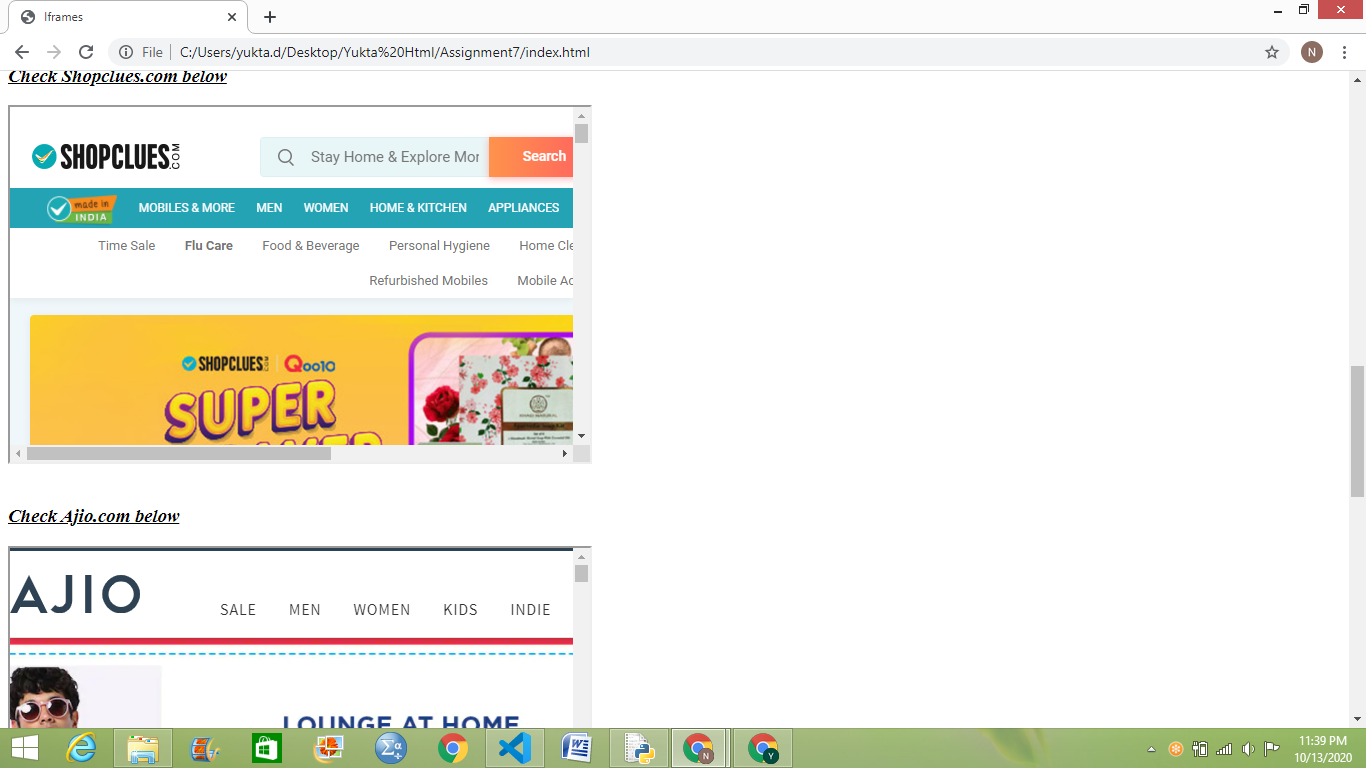 Iframes
File | C:/Users/yukta.d/Desktop/Yukta%20Html/Assignment7/index.html
N
Check Shopclues.com below
SHOPCLUES.COM
Stay Home & Explore Mor
Search
made in INDIA
MOBILES & MORE MEN WOMEN HOME & KITCHEN APPLIANCES
Time Sale Flu Care Food & Beverage Personal Hygiene Home Cle
Refurbished Mobiles Mobile Ac
SHOPCLUES.COM | Qoo10
SUPER
Check Ajio.com below
AJIO
SALE MEN WOMEN KIDS INDIE
LOUNGE AT HOME
N
Y
11:39 PM
10/13/2020